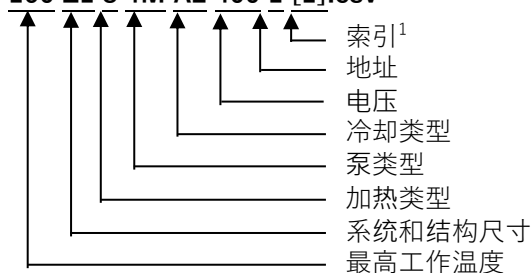 索引1
地址
电压
冷却类型
泵类型
加热类型
系统和结构尺寸
最高工作温度